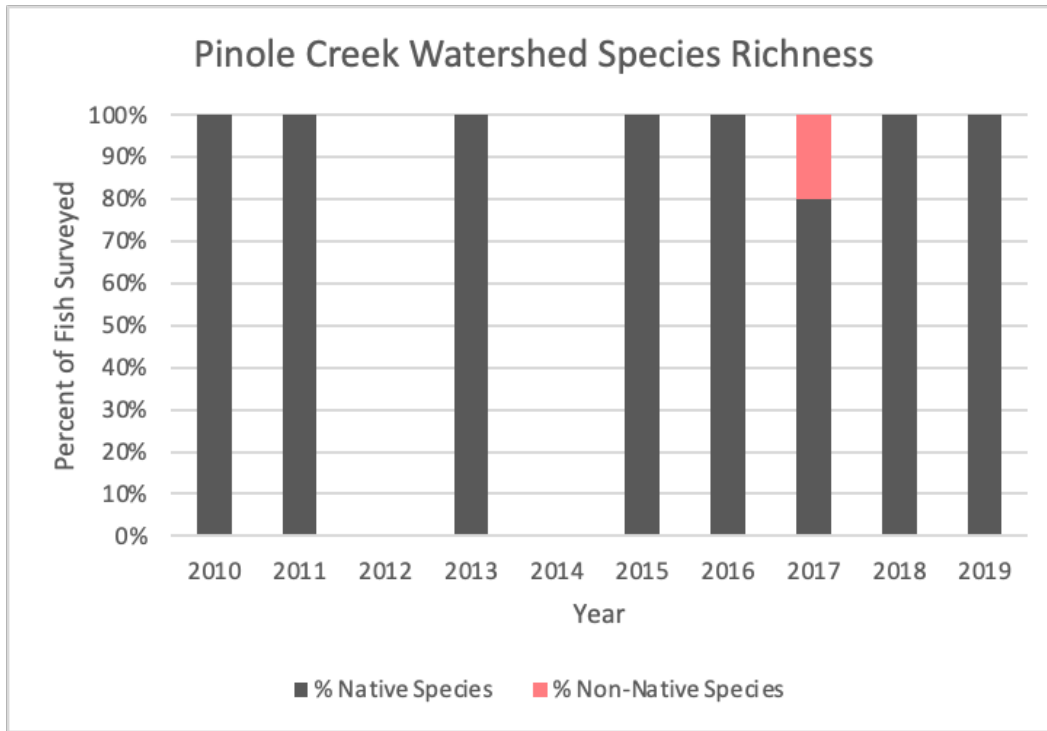 Pinole Creek Watershed Species Richness
Percent of Fish Surveyed
100%
90%
80%
70%
60%
50%
40%
30%
20%
10%
0%
2010 2011 2012 2013 2014 2015 2016 2017 2018 2019
Year
% Native Species % Non-Native Species